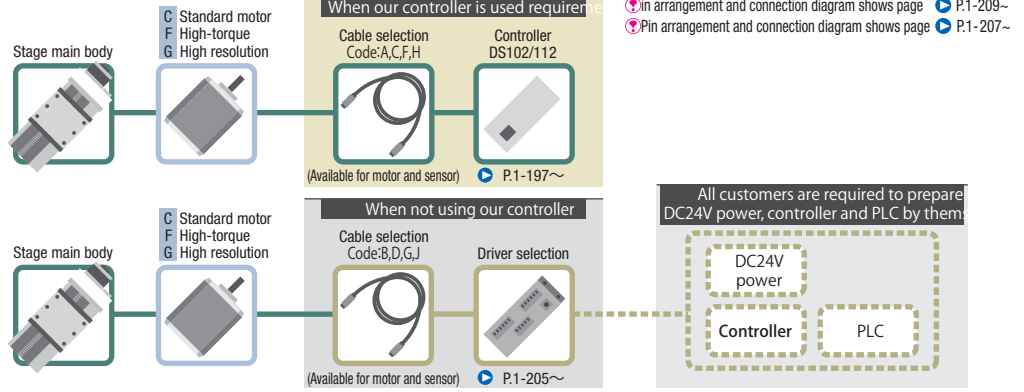 When our controller is used requireme
in arrangement and connection diagram shows page P.1-209~
Pin arrangement and connection diagram shows page P.1-207~
C Standard motor
F High-torque
G High resolution
Stage main body
Cable selection
Code:A,C,F,H
Controller
DS102/112
(Available for motor and sensor)
P.1-197~
When not using our controller
All customers are required to prepare
DC24V power, controller and PLC by thems
C Standard motor
F High-torque
G High resolution
Stage main body
Cable selection
Code:B,D,G,J
Driver selection
DC24V
power
Controller
PLC
(Available for motor and sensor)
P.1-205~